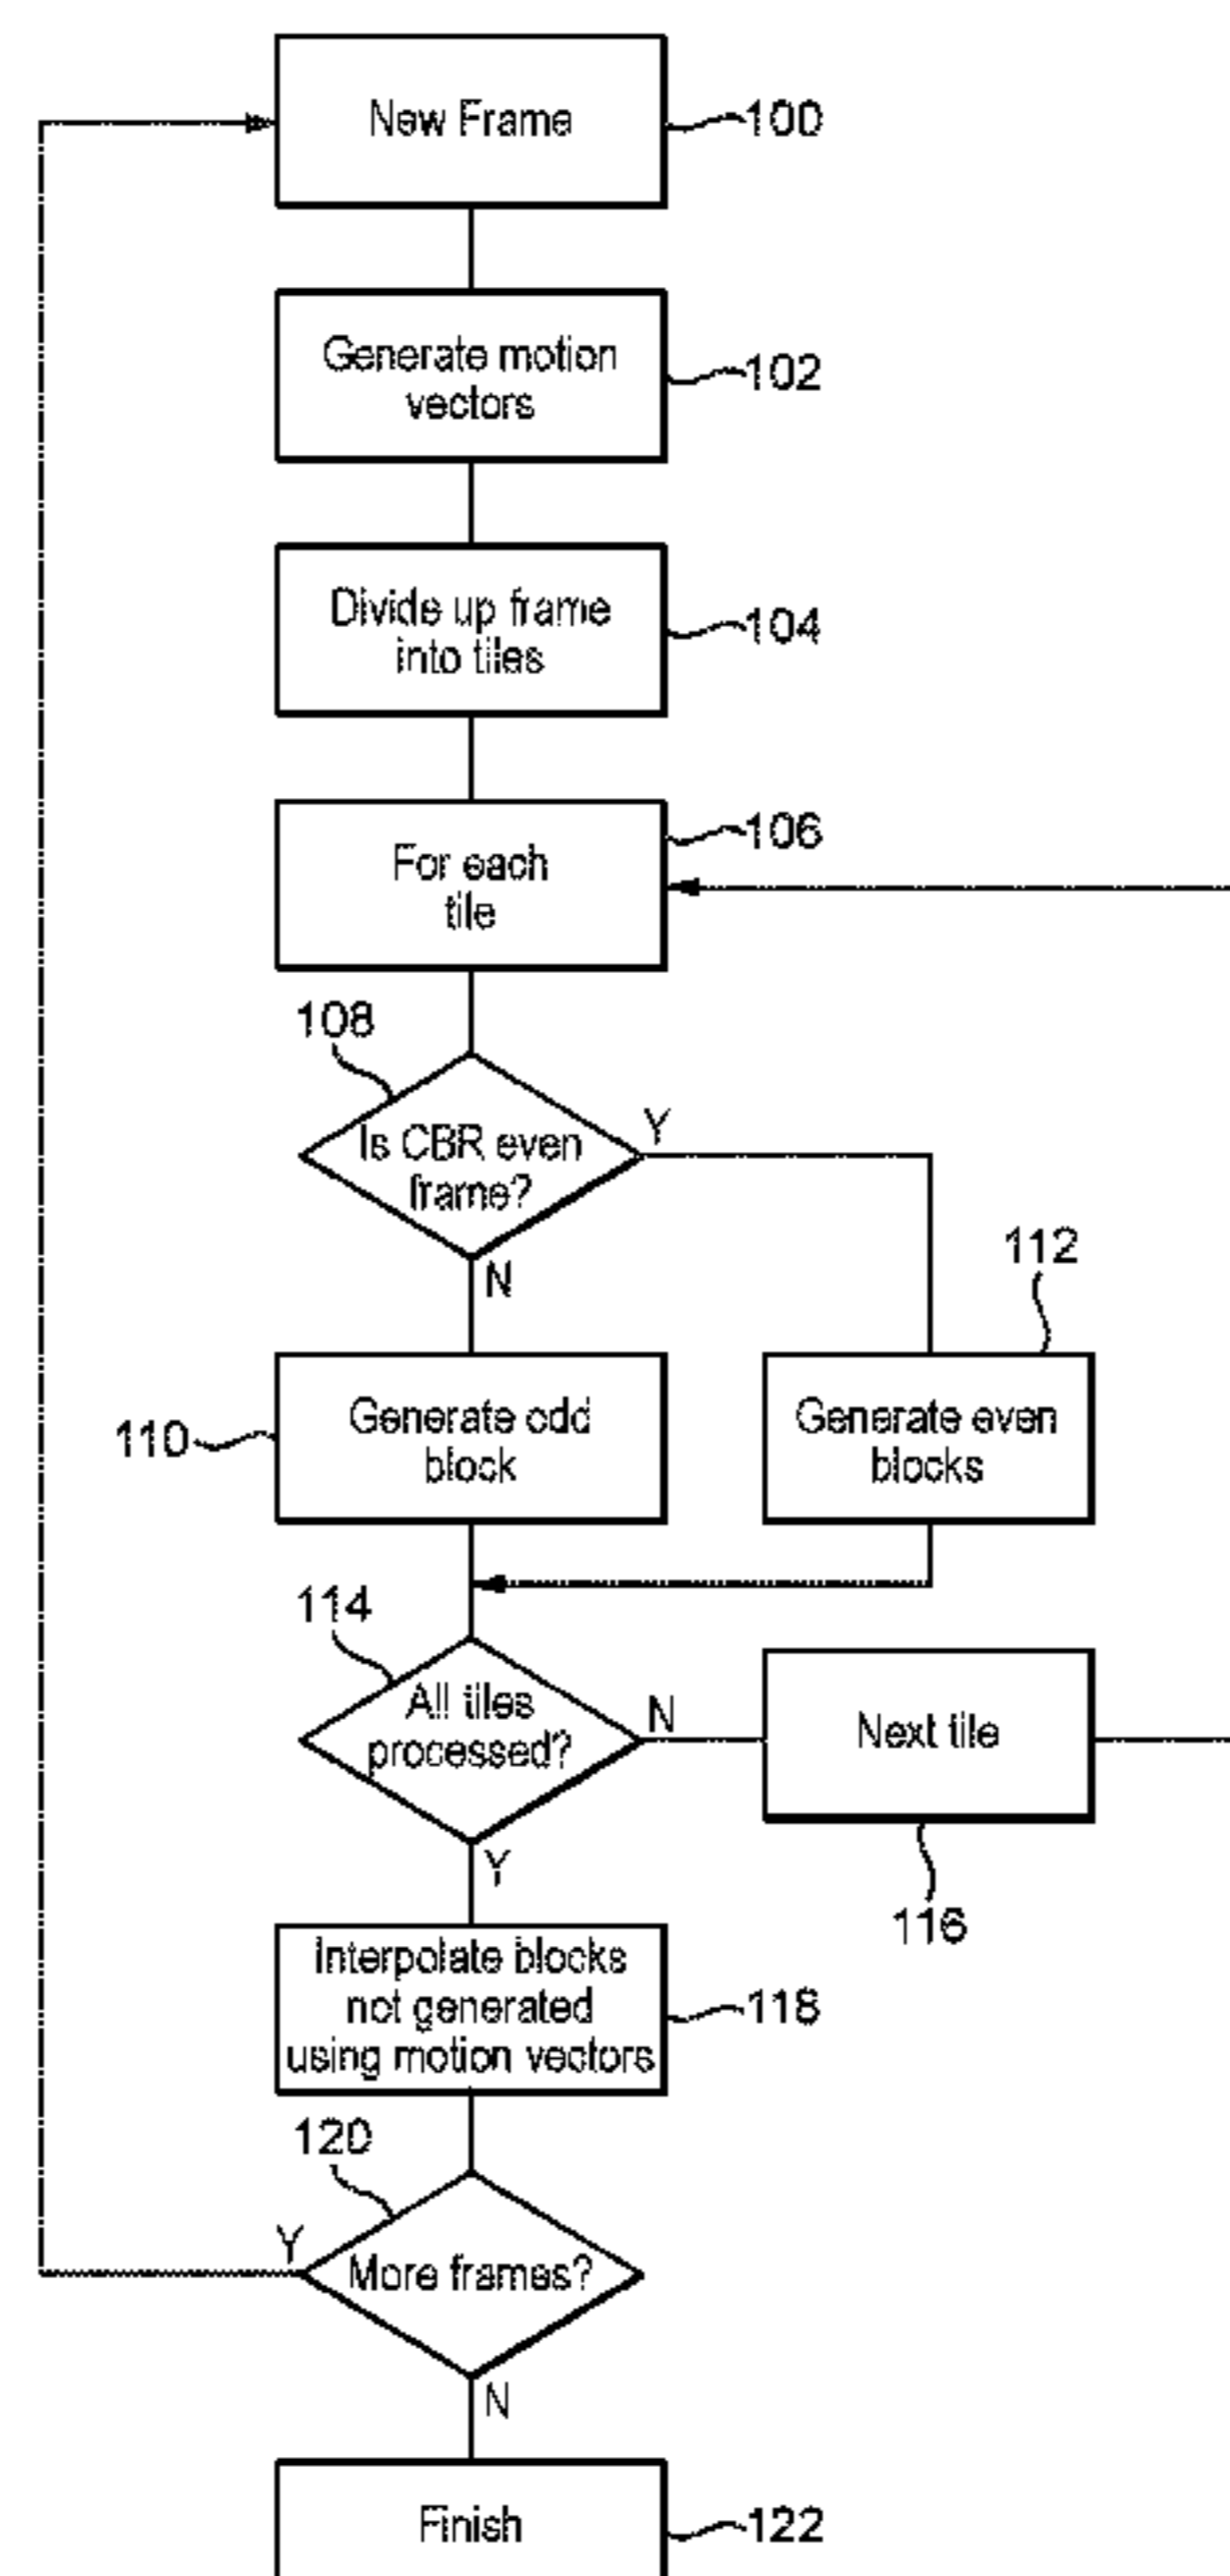 New Frame
100
Generate motion
vectors
102
Divide up frame
into tiles
104
For each
tile
106
108
Is CBR even
frame?
Y
N
112
110
Generate odd
block
Generate even
blocks
114
All tiles
processed?
N
Next tile
Y
116
Interpolate blocks
not generated
using motion vectors
118
120
Y
More frames?
N
Finish
122